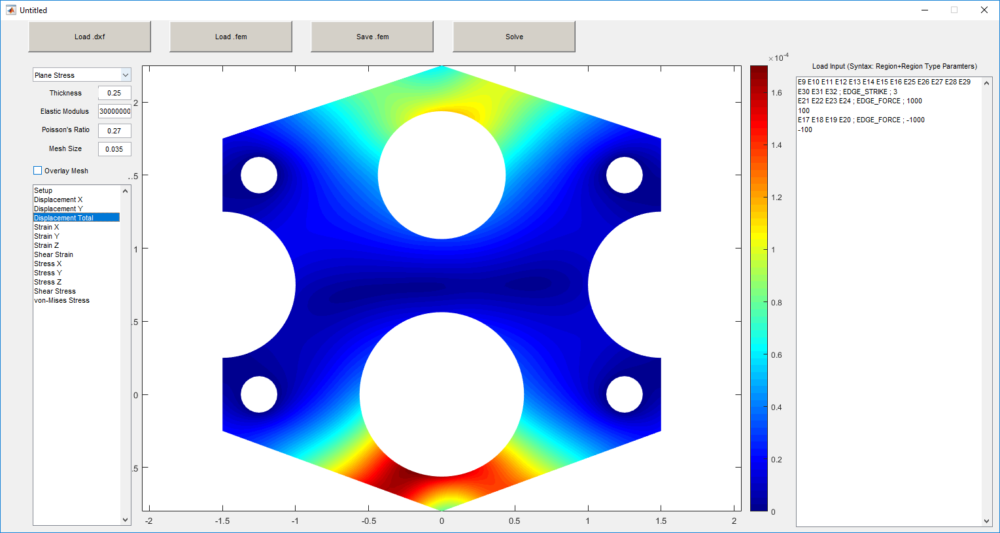 Untitled
Load .dxf
Load .fem
Save .fem
Solve
Plane Stress
Thickness 0.25
Elastic Modulus 30000000
Poisson's Ratio 0.27
Mesh Size 0.035
Overlay Mesh
Setup
Displacement X
Displacement Y
Displacement Total
Strain X
Strain Y
Strain Z
Shear Strain
Stress X
Stress Y
Stress Z
Shear Stress
von-Mises Stress
2
..5
1
.5
0
.5
-2 -1.5 -1 -0.5 0 0.5 1 1.5 2
×10-4
1.6
1.4
1.2
1
0.8
0.6
0.4
0.2
0
Load Input (Syntax: Region+Region Type Paramters)
E9 E10 E11 E12 E13 E14 E15 E16 E25 E26 E27 E28 E29
E30 E31 E32 ; EDGE_STRIKE ; 3
E21 E22 E23 E24 ; EDGE_FORCE ; 1000
100
E17 E18 E19 E20 ; EDGE_FORCE ; -1000
-100